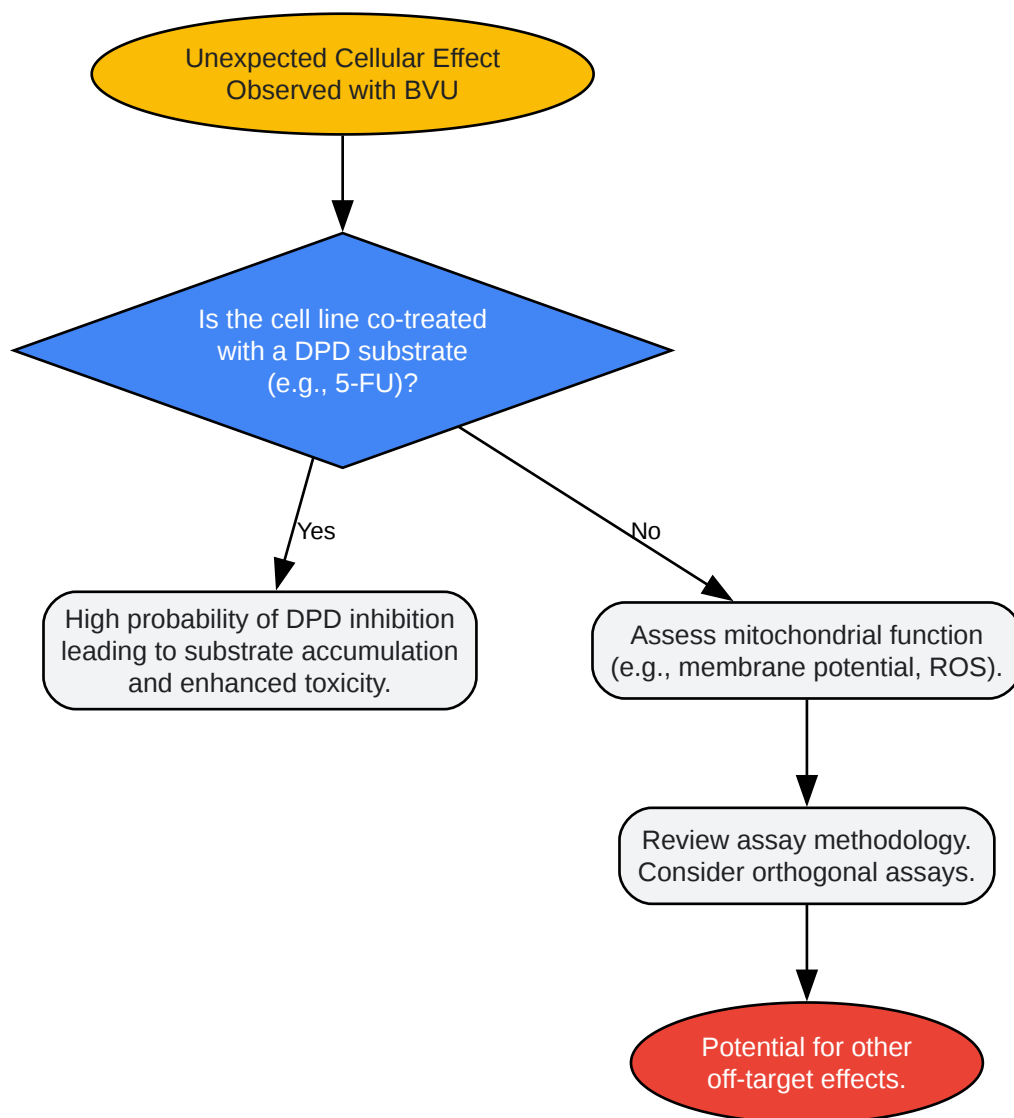 Unexpected Cellular Effect
Observed with BVU
Is the cell line co-treated
with a DPD substrate
(e.g., 5-FU)?
Yes
No
High probability of DPD inhibition
leading to substrate accumulation
and enhanced toxicity.
Assess mitochondrial function
(e.g., membrane potential, ROS).
Review assay methodology.
Consider orthogonal assays.
Potential for other
off-target effects.